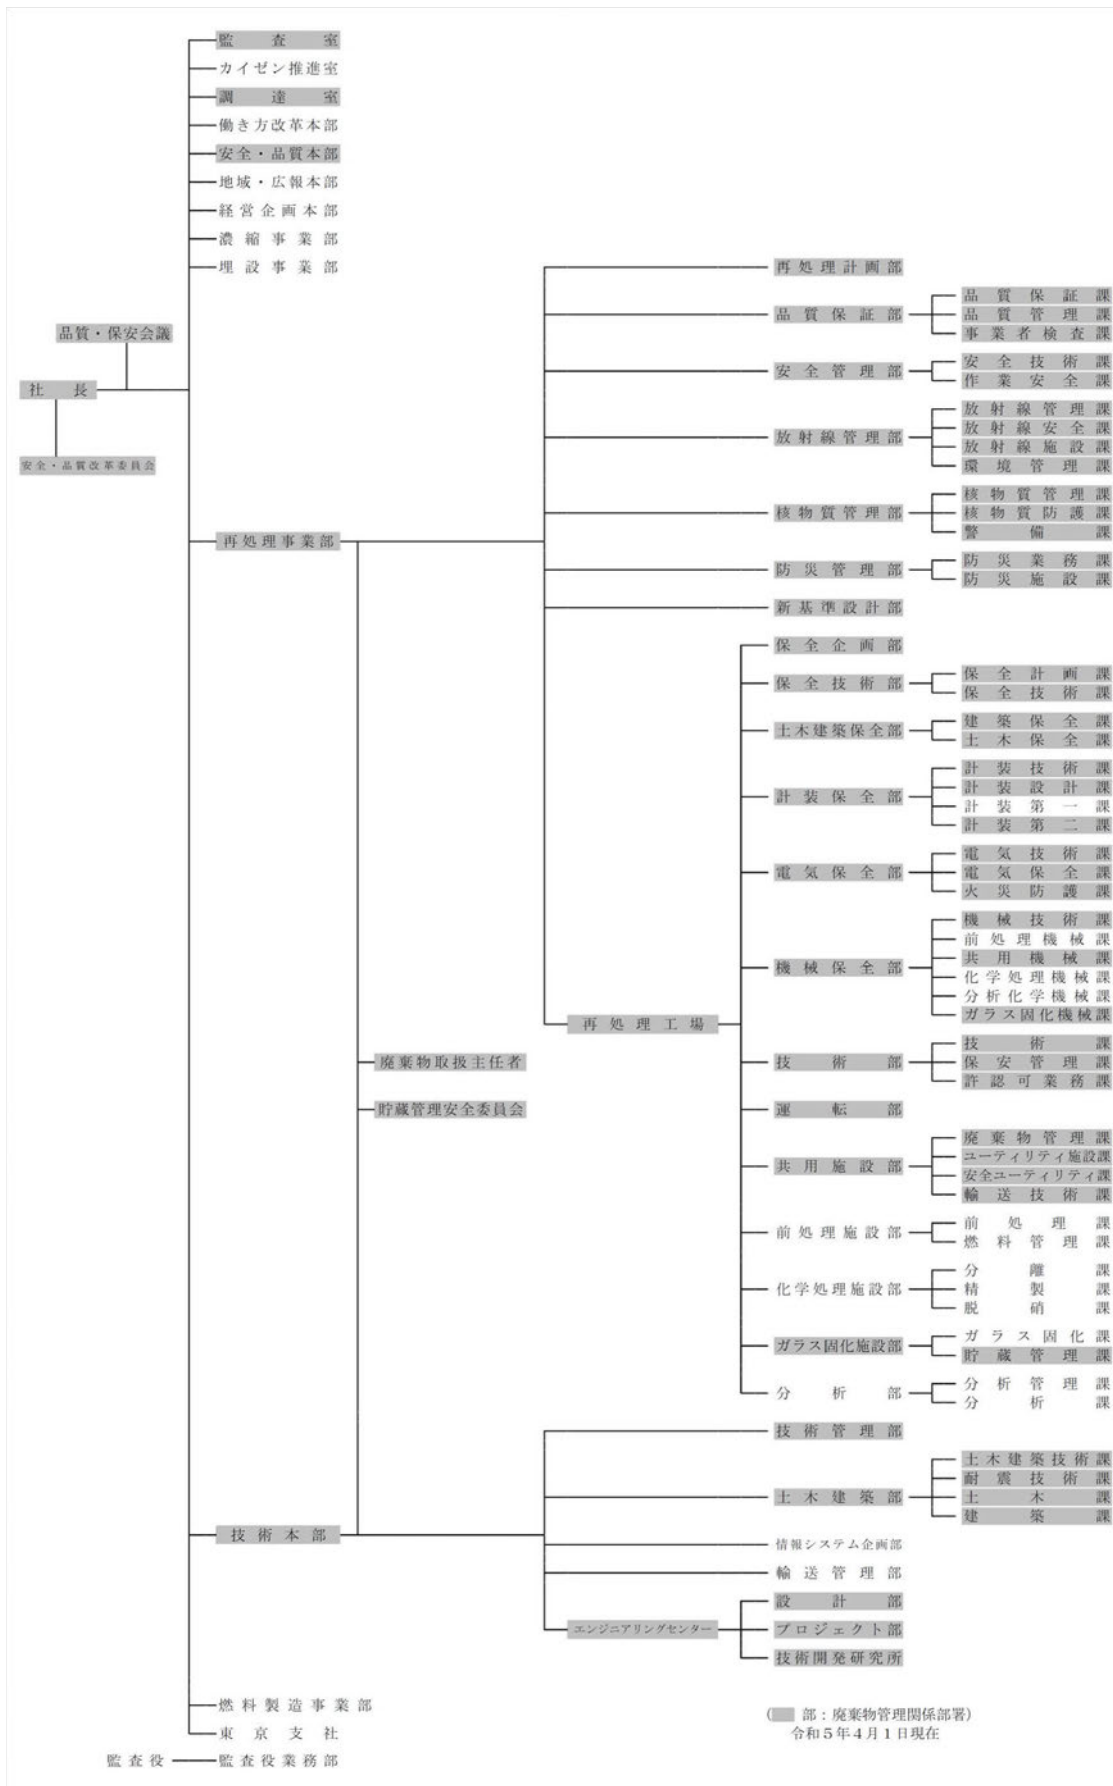 監査室
カイゼン推進室
調達室
働き方改革本部
安全・品質本部
地域・広報本部
経営企画本部
濃縮事業部
埋設事業部
品質・保安会議
社長
安全・品質改革委員会
再処理事業部
再処理計画部
品質保証部
品質保証課
品質管理課
事業者検査課
安全管理部
安全技術課
作業安全課
放射線管理部
放射線管理課
放射線安全課
放射線施設課
環境管理課
核物質管理部
核物質管理課
核物質防護課
警備課
防災管理部
防災業務課
防災施設課
新基準設計部
再処理工場
保全企画部
保全技術部
保全計画課
保全技術課
土木建築保全部
建築保全課
土木保全課
計装保全部
計装技術課
計装設計課
計装第一課
計装第二課
電気保全部
電気技術課
電気保全課
火災防護課
機械保全部
機械技術課
前処理機械課
共用機械課
化学処理機械課
分析化学機械課
ガラス固化機械課
技術部
技術課
保安管理課
許認可業務課
運転部
共用施設部
廃棄物管理課
ユーティリティ施設課
安全ユーティリティ課
輸送技術課
前処理施設部
前処理課
燃料管理課
化学処理施設部
分離課
精製課
脱硝課
ガラス固化施設部
ガラス固化課
貯蔵管理課
分析部
分析管理課
分析課
廃棄物取扱主任者
貯蔵管理安全委員会
技術本部
技術管理部
土木建築部
土木建築技術課
耐震技術課
土木課
建築課
情報システム企画部
輸送管理部
エンジニアリングセンター
設計部
プロジェクト部
技術開発研究所
燃料製造事業部
東京支社
監査役
監査役業務部
( 部：廃棄物管理関係部署)
令和5年4月1日現在